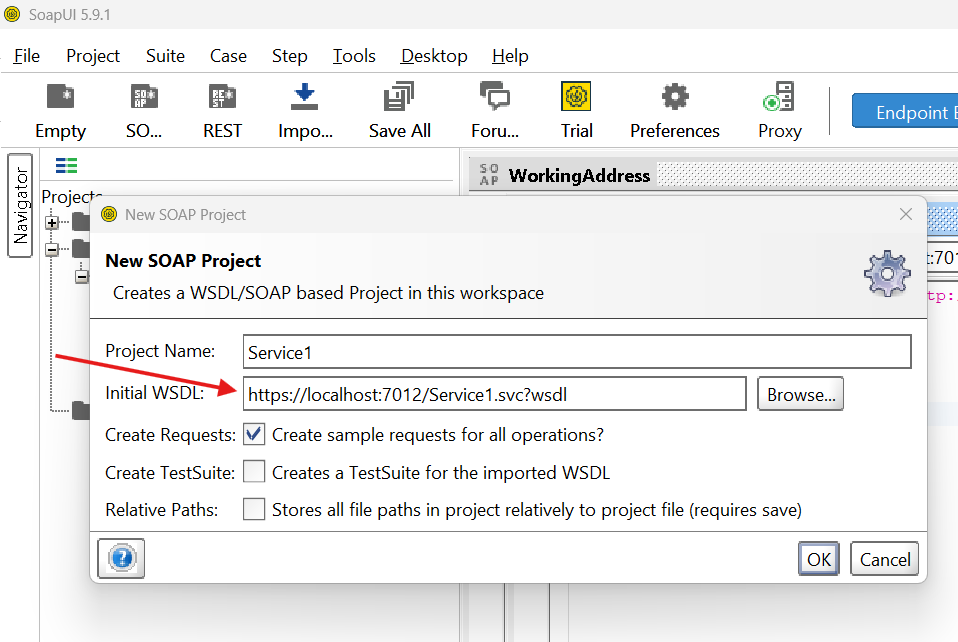 SoapUI 5.9.1
File Project Suite Case Step Tools Desktop Help
Empty SO... REST Impo... Save All Foru... Trial Preferences Proxy
Endpoint E
Navigator
Projects
SOAP WorkingAddress
New SOAP Project
New SOAP Project
Creates a WSDL/SOAP based Project in this workspace
t:701
tp:
Project Name: Service1
Initial WSDL: https://localhost:7012/Service1.svc?wsdl Browse...
Create Requests: Create sample requests for all operations?
Create TestSuite: Creates a TestSuite for the imported WSDL
Relative Paths: Stores all file paths in project relatively to project file (requires save)
? OK Cancel